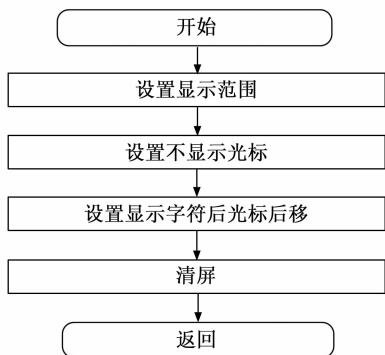 开始
设置显示范围
设置不显示光标
设置显示字符后光标后移
清屏
返回